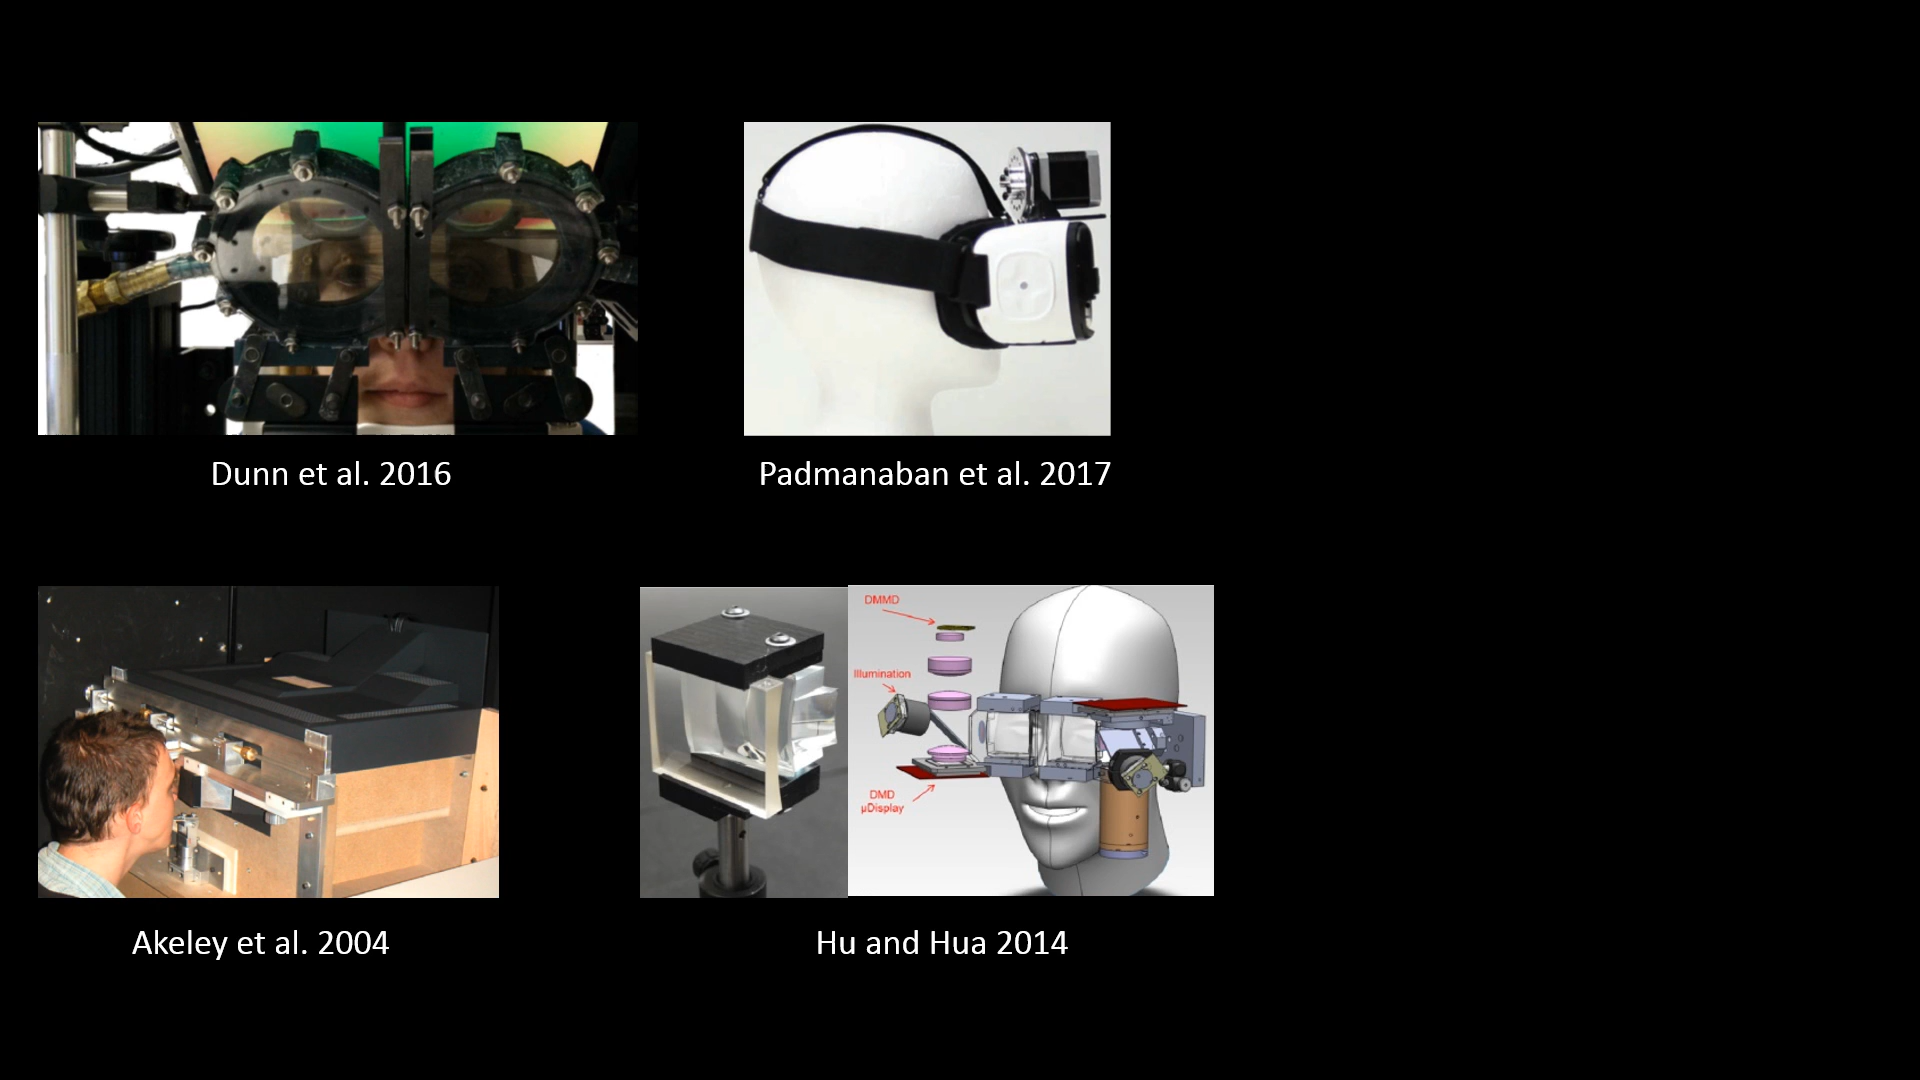 Dunn et al. 2016
Padmanaban et al. 2017
DMMD
Illumination
DMD
µDisplay
Akeley et al. 2004
Hu and Hua 2014